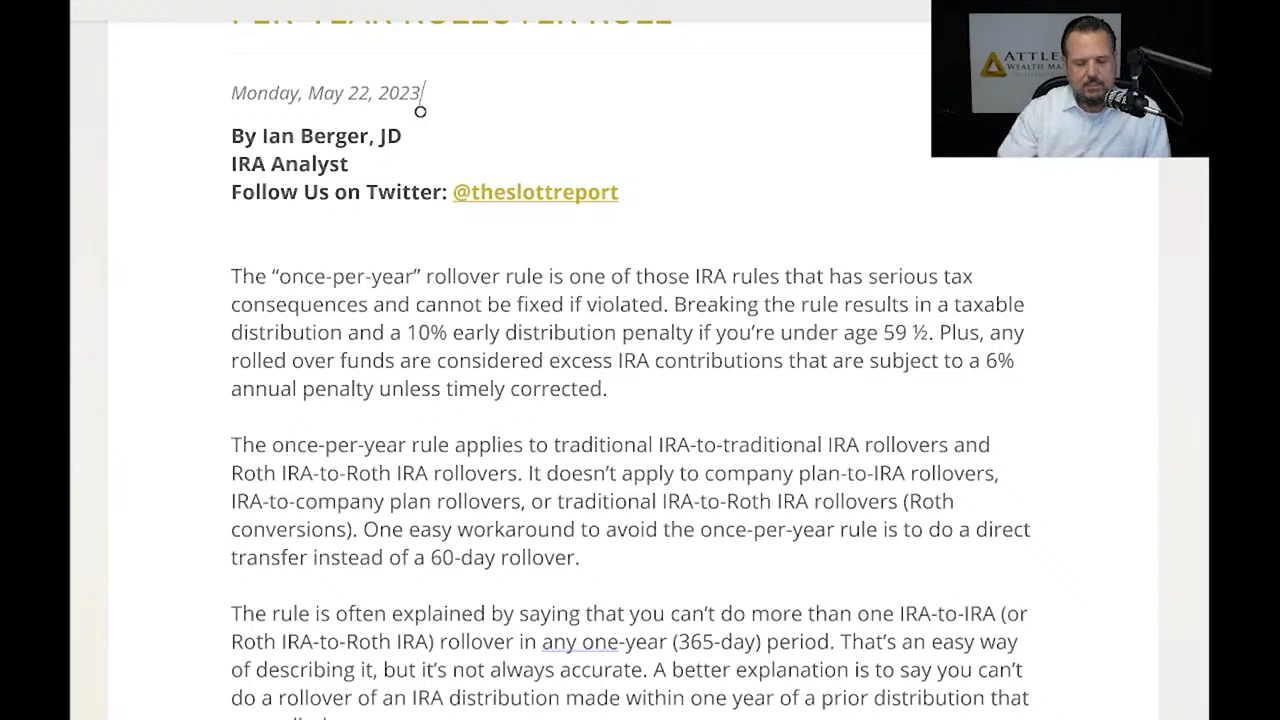 PER-YEAR ROLLOVER RULE
Monday, May 22, 2023
By Ian Berger, JD
IRA Analyst
Follow Us on Twitter: @theslottreport
The “once-per-year” rollover rule is one of those IRA rules that has serious tax
consequences and cannot be fixed if violated. Breaking the rule results in a taxable
distribution and a 10% early distribution penalty if you’re under age 59 ½. Plus, any
rolled over funds are considered excess IRA contributions that are subject to a 6%
annual penalty unless timely corrected.
The once-per-year rule applies to traditional IRA-to-traditional IRA rollovers and
Roth IRA-to-Roth IRA rollovers. It doesn’t apply to company plan-to-IRA rollovers,
IRA-to-company plan rollovers, or traditional IRA-to-Roth IRA rollovers (Roth
conversions). One easy workaround to avoid the once-per-year rule is to do a direct
transfer instead of a 60-day rollover.
The rule is often explained by saying that you can’t do more than one IRA-to-IRA (or
Roth IRA-to-Roth IRA) rollover in any one-year (365-day) period. That’s an easy way
of describing it, but it’s not always accurate. A better explanation is to say you can’t
do a rollover of an IRA distribution made within one year of a prior distribution that
ATTLE
WEALTH MA